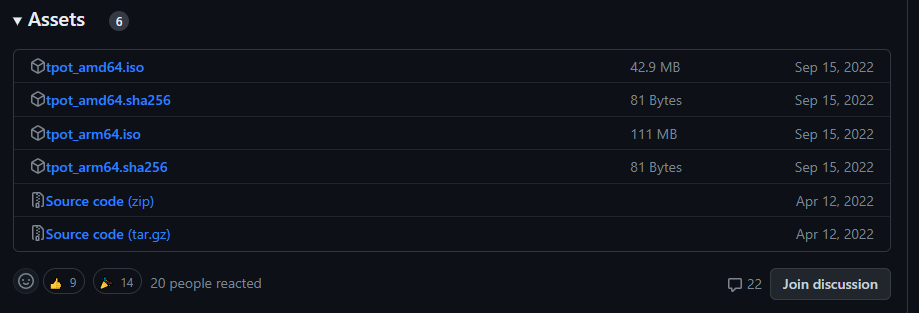 Assets 6
tpot_amd64.iso 42.9 MB Sep 15, 2022
tpot_amd64.sha256 81 Bytes Sep 15, 2022
tpot_arm64.iso 111 MB Sep 15, 2022
tpot_arm64.sha256 81 Bytes Sep 15, 2022
Source code (zip) Apr 12, 2022
Source code (tar.gz) Apr 12, 2022
👍 9 🎉 14 20 people reacted 22 Join discussion